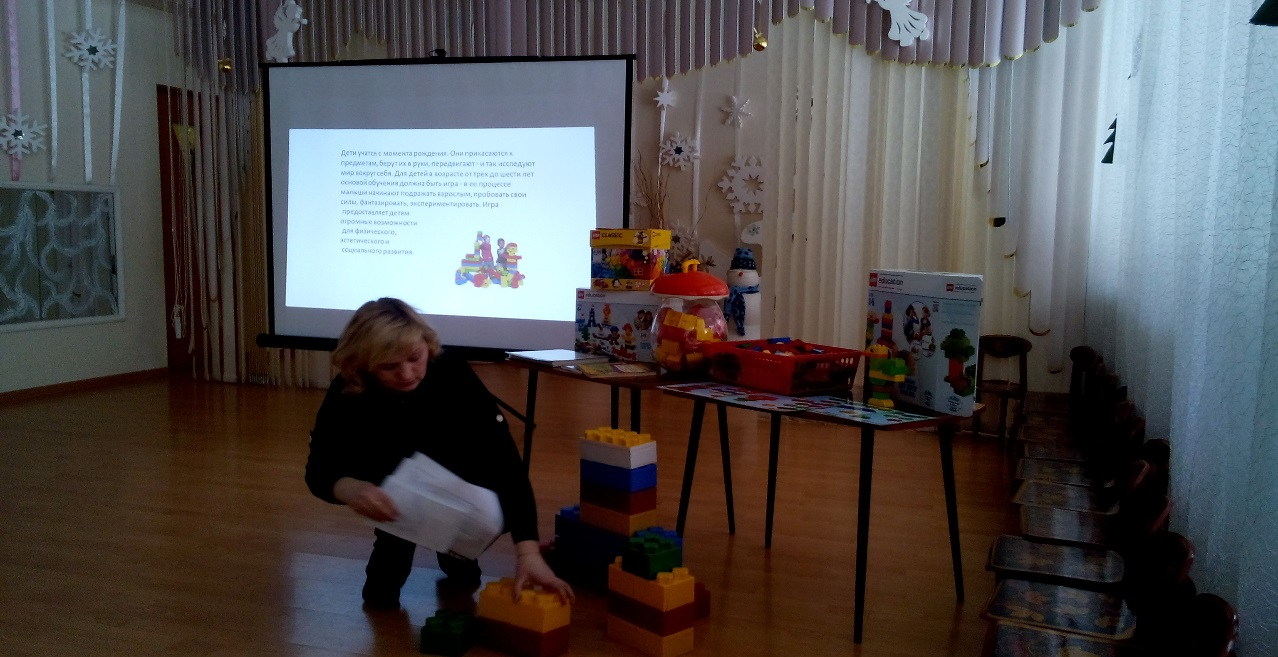 Дети учатся с момента рождения. Они прикасаются к
предметам, берут их в руки, передвигают - и так исследуют
мир вокруг себя. Для детей в возрасте от трех до шести лет
основой обучения должна быть игра - в ее процессе
малыши начинают подражать взрослым, пробовать свои
силы, фантазировать, экспериментировать. Игра
предоставляет детям
огромные возможности
для физического,
эстетического и
социального развития.
CLASSIC
education
education